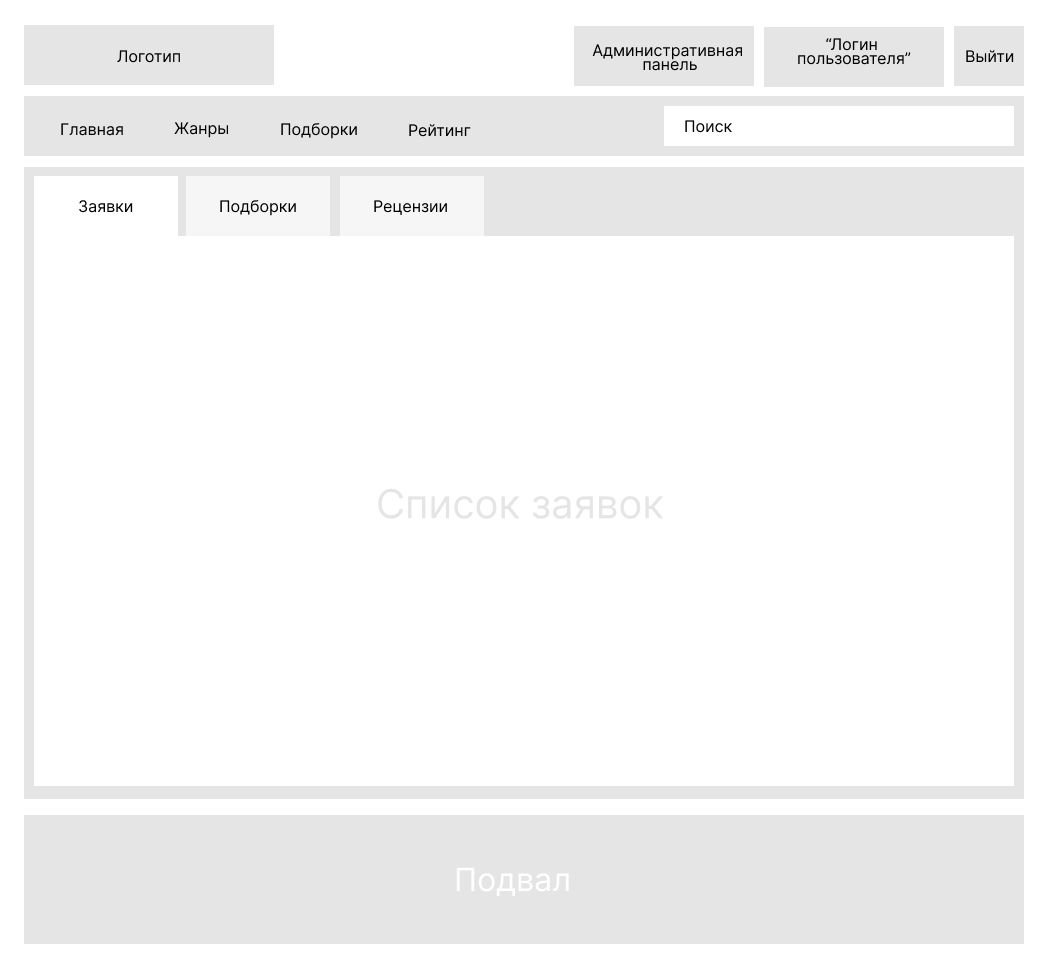 Логотип
Административная
панель
“Логин
пользователя”
Выйти
Главная
Жанры
Подборки
Рейтинг
Поиск
Заявки
Подборки
Рецензии
Список заявок
Подвал